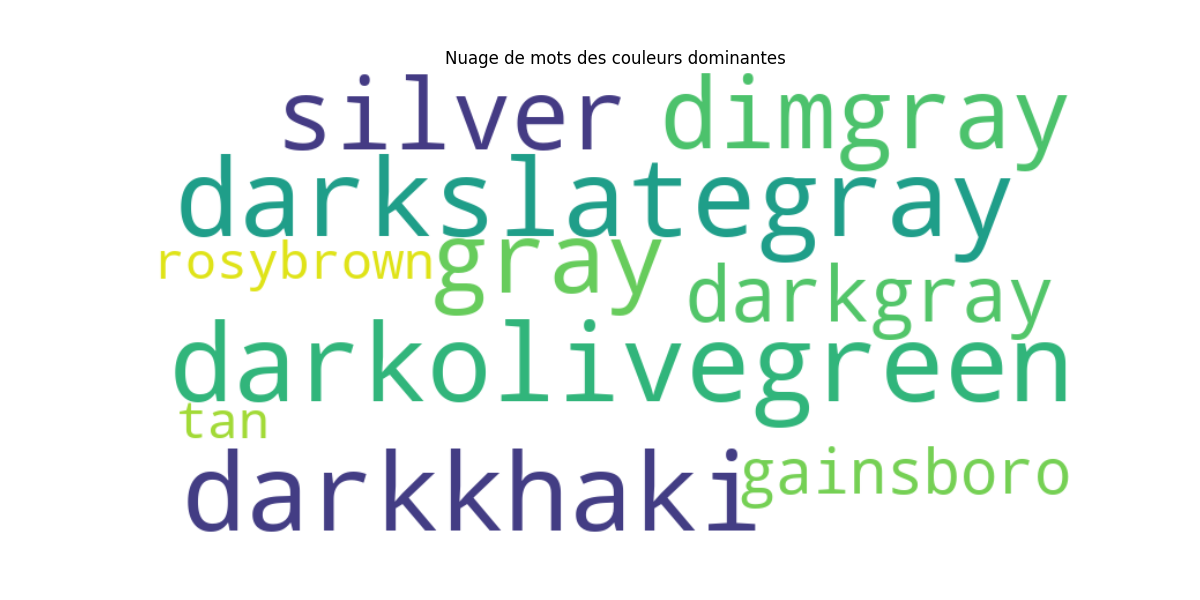 Nuage de mots des couleurs dominantes
silver dimgray
darkslategray
rosybrown gray
darkgray
darkolivegreen
tan
darkkhaki gainsboro